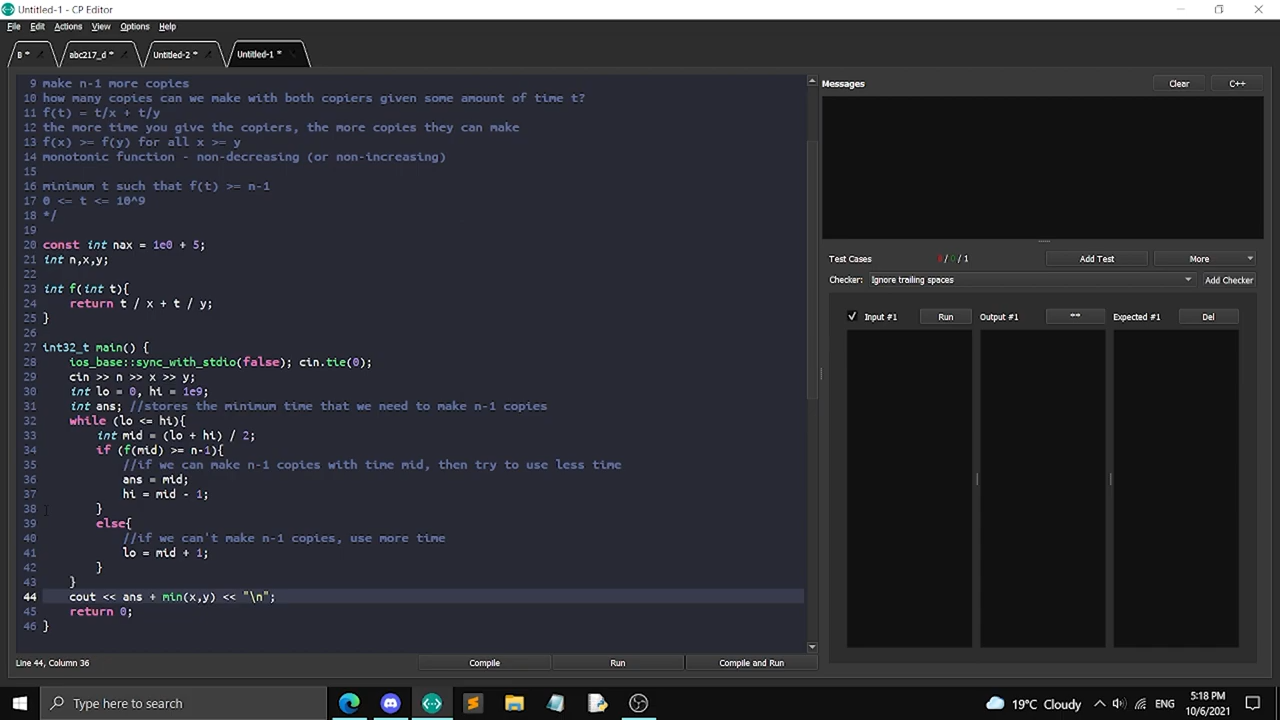 Untitled-1 - CP Editor
File Edit Actions View Options Help
B * abc217_d * Untitled-2 * Untitled-1 *
9 make n-1 more copies
10 how many copies can we make with both copiers given some amount of time t?
11 f(t) = t/x + t/y
12 the more time you give the copiers, the more copies they can make
13 f(x) >= f(y) for all x >= y
14 monotonic function - non-decreasing (or non-increasing)
15
16 minimum t such that f(t) >= n-1
17 0 <= t <= 10^9
18 */
19
20 const int nax = 1e0 + 5;
21 int n,x,y;
22
23 int f(int t){
24 return t / x + t / y;
25 }
26
27 int32_t main() {
28 ios_base::sync_with_stdio(false); cin.tie(0);
29 cin >> n >> x >> y;
30 int lo = 0, hi = 1e9;
31 int ans; //stores the minimum time that we need to make n-1 copies
32 while (lo <= hi){
33 int mid = (lo + hi) / 2;
34 if (f(mid) >= n-1){
35 //if we can make n-1 copies with time mid, then try to use less time
36 ans = mid;
37 hi = mid - 1;
38 }
39 else{
40 //if we can't make n-1 copies, use more time
41 lo = mid + 1;
42 }
43 }
44 cout << ans + min(x,y) << "\n";
45 return 0;
46 }
Line 44, Column 36
Compile Run Compile and Run
Messages Clear C++
Test Cases / 0 / 1 Add Test More
Checker: Ignore trailing spaces Add Checker
Input #1 Run Output #1 ** Expected #1 Del
Type here to search
19°C Cloudy ENG
5:18 PM
10/6/2021